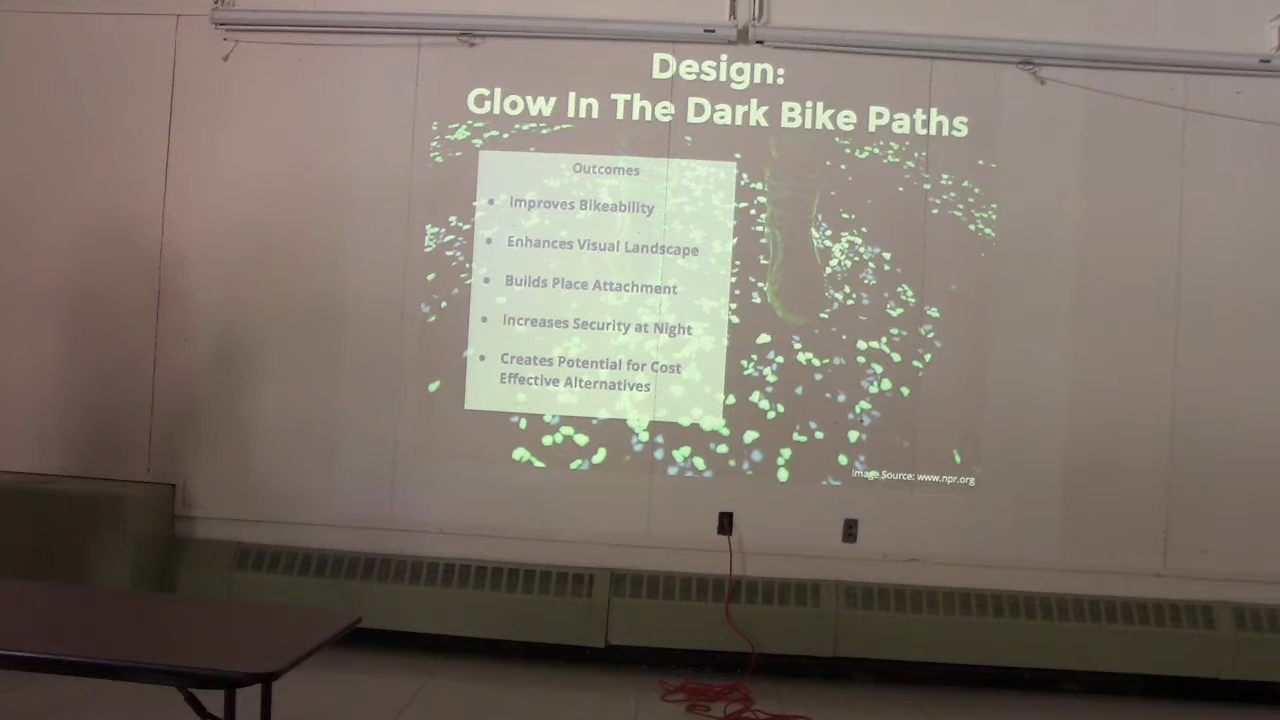 Design:
Glow In The Dark Bike Paths
Outcomes
• Improves Bikeability
• Enhances Visual Landscape
• Builds Place Attachment
• Increases Security at Night
• Creates Potential for Cost
Effective Alternatives
Image Source: www.npr.org